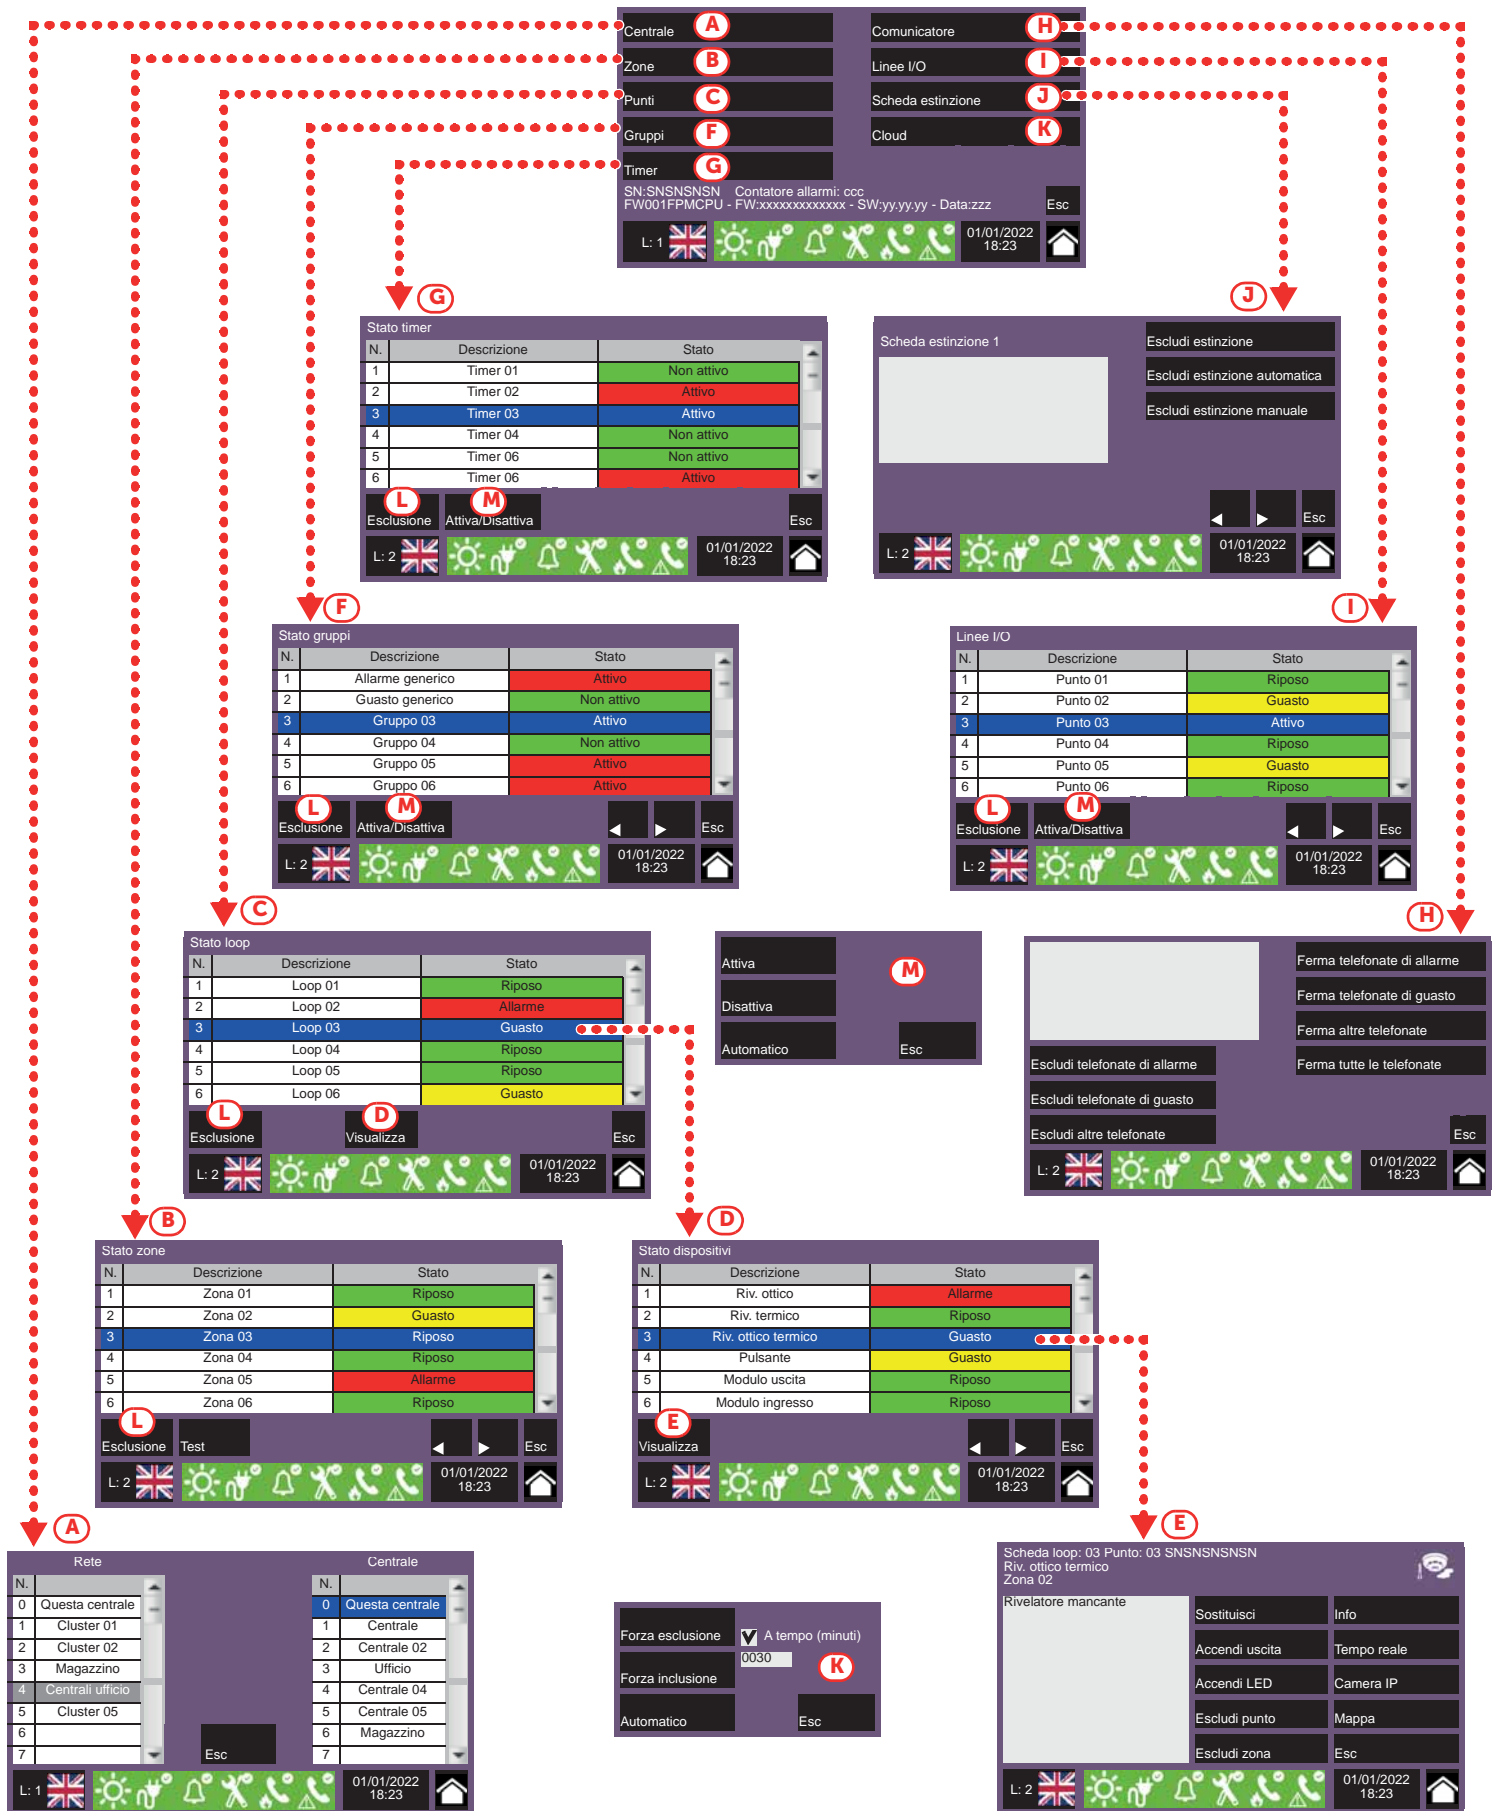 Centrale A Comunicatore H
Zone B Linee I/O I
Punti C Scheda estinzione J
Gruppi F Cloud K
Timer G
SN:SNSNSNSN Contatore allarmi: ccc
FW001FPMCPU - FW:xxxxxxxxxxxxx - SW:yy.yy.yy - Data:zzz Esc
L: 1 01/01/2022
18:23
G
Stato timer
N. Descrizione Stato
1 Timer 01 Non attivo
2 Timer 02 Attivo
3 Timer 03 Attivo
4 Timer 04 Non attivo
5 Timer 06 Non attivo
6 Timer 06 Attivo
L M
Esclusione Attiva/Disattiva Esc
L: 2 01/01/2022
18:23
J
Scheda estinzione 1
Escludi estinzione
Escludi estinzione automatica
Escludi estinzione manuale
Esc
L: 2 01/01/2022
18:23
F
Stato gruppi
N. Descrizione Stato
1 Allarme generico Attivo
2 Guasto generico Non attivo
3 Gruppo 03 Attivo
4 Gruppo 04 Non attivo
5 Gruppo 05 Attivo
6 Gruppo 06 Attivo
L M
Esclusione Attiva/Disattiva Esc
L: 2 01/01/2022
18:23
I
Linee I/O
N. Descrizione Stato
1 Punto 01 Riposo
2 Punto 02 Guasto
3 Punto 03 Attivo
4 Punto 04 Riposo
5 Punto 05 Guasto
6 Punto 06 Riposo
L M
Esclusione Attiva/Disattiva Esc
L: 2 01/01/2022
18:23
C
Stato loop
N. Descrizione Stato
1 Loop 01 Riposo
2 Loop 02 Allarme
3 Loop 03 Guasto
4 Loop 04 Riposo
5 Loop 05 Riposo
6 Loop 06 Guasto
L D
Esclusione Visualizza Esc
L: 2 01/01/2022
18:23
Attiva M
Disattiva
Automatico Esc
H
Ferma telefonate di allarme
Ferma telefonate di guasto
Ferma altre telefonate
Escludi telefonate di allarme Ferma tutte le telefonate
Escludi telefonate di guasto
Escludi altre telefonate Esc
L: 2 01/01/2022
18:23
B
Stato zone
N. Descrizione Stato
1 Zona 01 Riposo
2 Zona 02 Guasto
3 Zona 03 Riposo
4 Zona 04 Riposo
5 Zona 05 Allarme
6 Zona 06 Riposo
L
Esclusione Test Esc
L: 2 01/01/2022
18:23
D
Stato dispositivi
N. Descrizione Stato
1 Riv. ottico Allarme
2 Riv. termico Riposo
3 Riv. ottico termico Guasto
4 Pulsante Guasto
5 Modulo uscita Riposo
6 Modulo ingresso Riposo
E
Visualizza Esc
L: 2 01/01/2022
18:23
A
Rete Centrale
N. N.
0 Questa centrale 0 Questa centrale
1 Cluster 01 1 Centrale
2 Cluster 02 2 Centrale 02
3 Magazzino 3 Ufficio
4 Centrali ufficio 4 Centrale 04
5 Cluster 05 5 Centrale 05
6 6 Magazzino
7 Esc 7
L: 1 01/01/2022
18:23
Forza esclusione A tempo (minuti)
0030 K
Forza inclusione
Automatico Esc
E
Scheda loop: 03 Punto: 03 SNSNSNSNSN
Riv. ottico termico
Zona 02
Rivelatore mancante
Sostituisci Info
Accendi uscita Tempo reale
Accendi LED Camera IP
Escludi punto Mappa
Escludi zona Esc
L: 2 01/01/2022
18:23